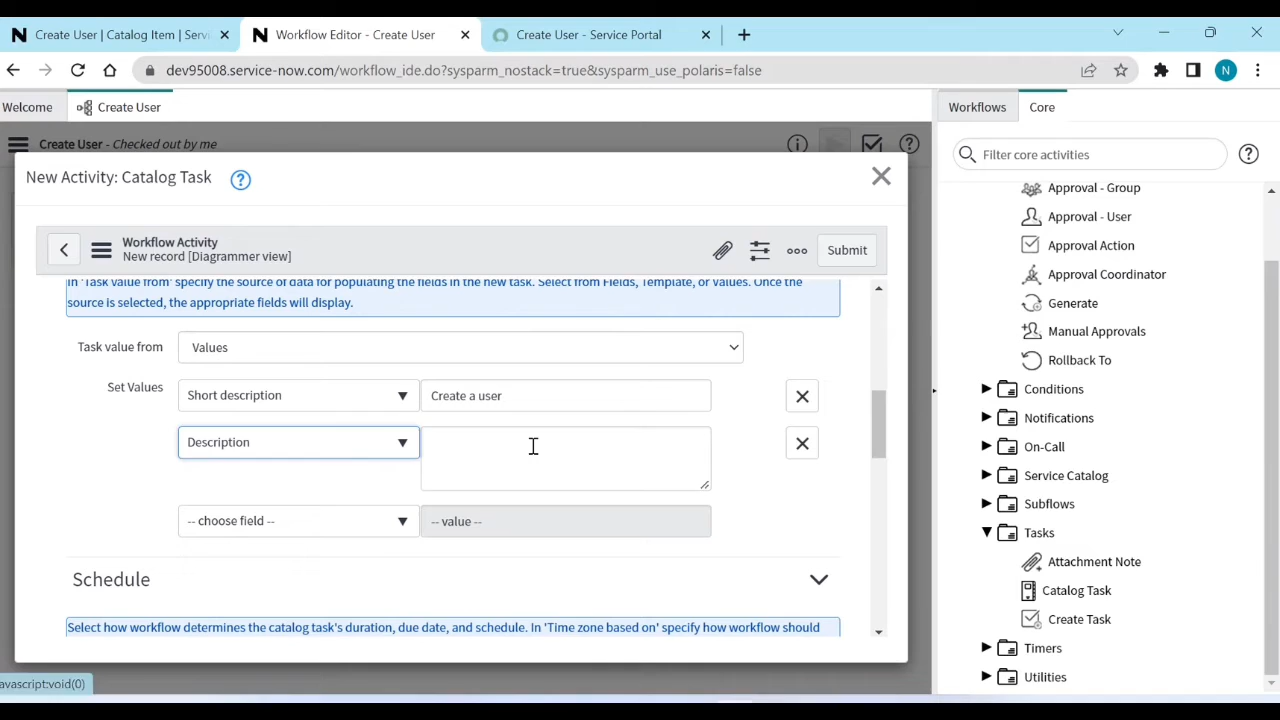 Create User | Catalog Item | Servi
Workflow Editor - Create User
Create User - Service Portal
dev95008.service-now.com/workflow_ide.do?sysparm_nostack=true&sysparm_use_polaris=false
N
Welcome
Create User
Workflows
Core
Create User - Checked out by me
Filter core activities
New Activity: Catalog Task
Workflow Activity
New record [Diagrammer view]
Submit
In 'Task value from' specify the source of data for populating the fields in the new task. Select from Fields, Template, or Values. Once the
source is selected, the appropriate fields will display.
Task value from
Values
Set Values
Short description
Create a user
Description
-- choose field --
-- value --
Schedule
Select how workflow determines the catalog task's duration, due date, and schedule. In 'Time zone based on' specify how workflow should
avascript:void(0)
Approval - Group
Approval - User
Approval Action
Approval Coordinator
Generate
Manual Approvals
Rollback To
Conditions
Notifications
On-Call
Service Catalog
Subflows
Tasks
Attachment Note
Catalog Task
Create Task
Timers
Utilities